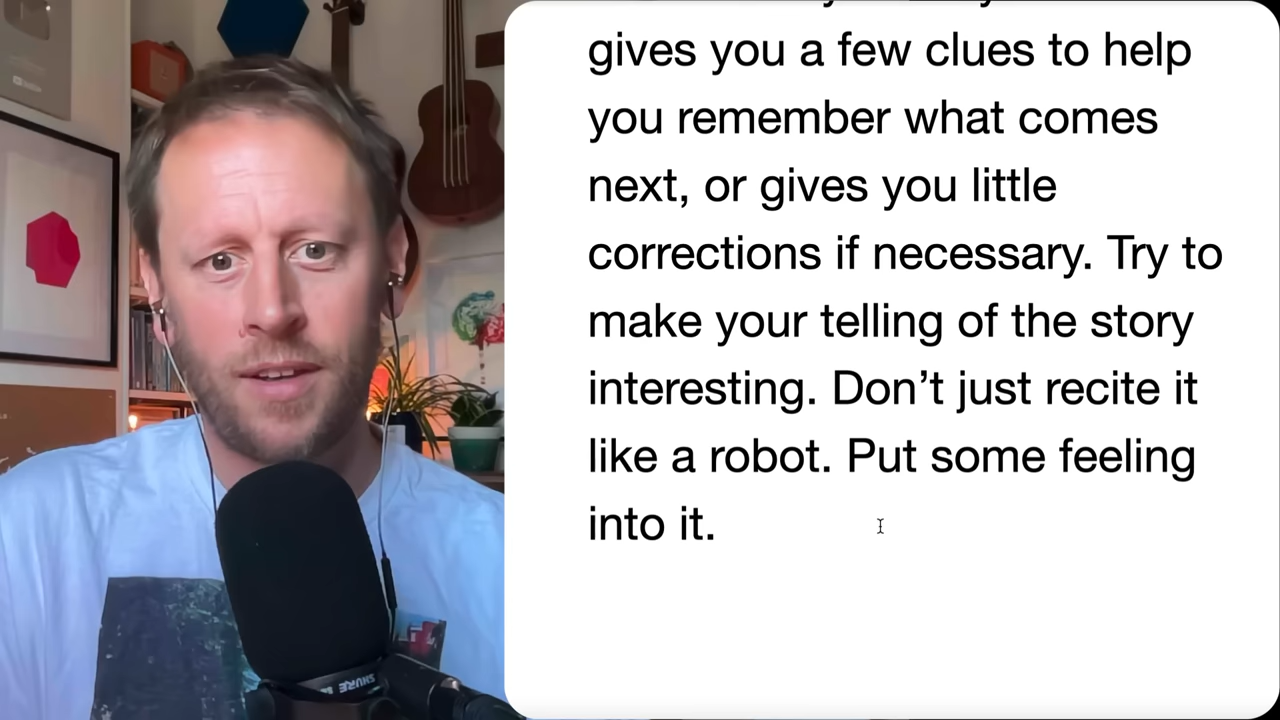 gives you a few clues to help
you remember what comes
next, or gives you little
corrections if necessary. Try to
make your telling of the story
interesting. Don’t just recite it
like a robot. Put some feeling
into it.
SHURE